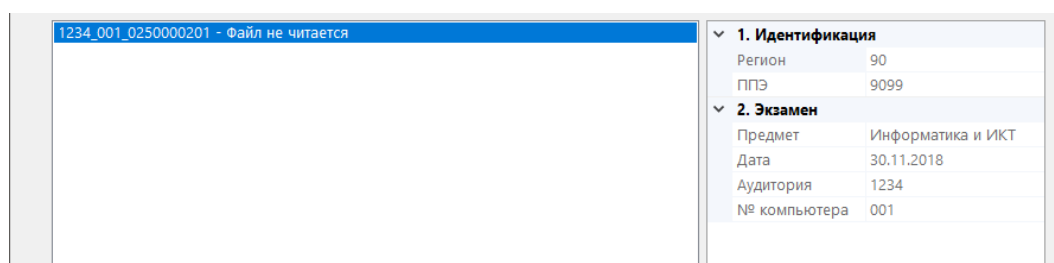 1234_001_0250000201 - Файл не читается
1. Идентификация
Регион 90
ППЭ 9099
2. Экзамен
Предмет Информатика и ИКТ
Дата 30.11.2018
Аудитория 1234
№ компьютера 001